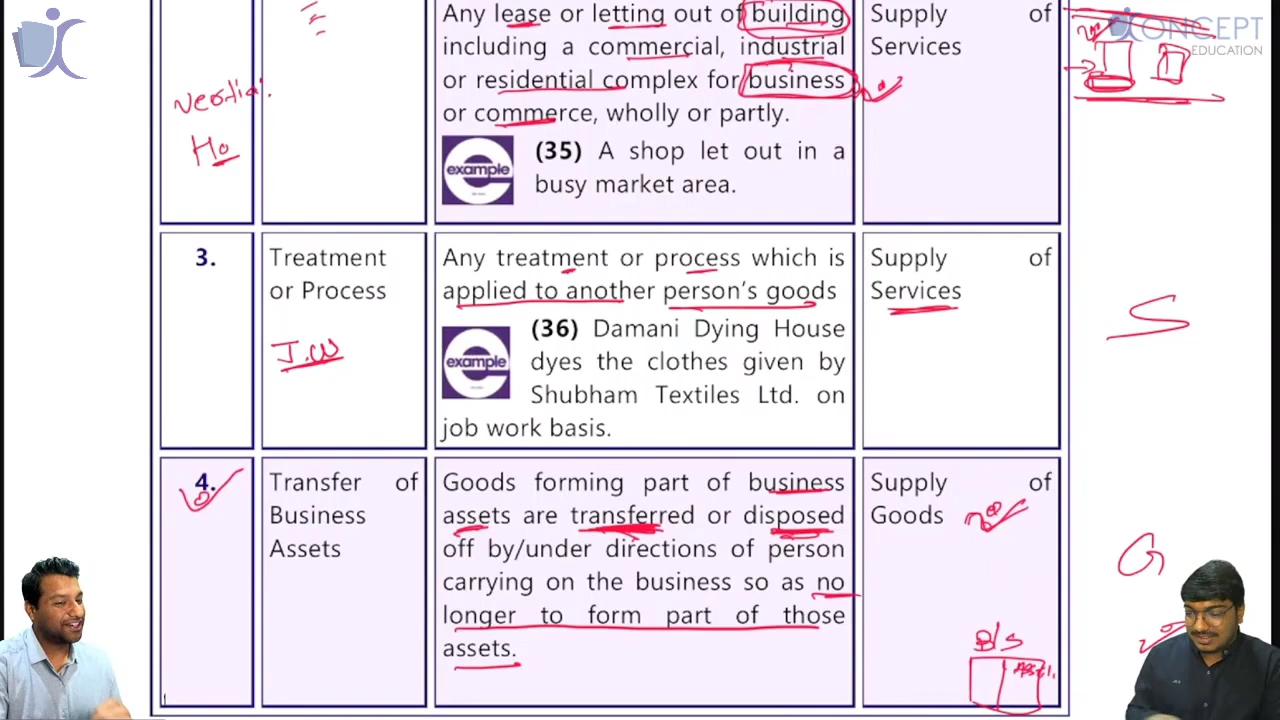 Any lease or letting out of building
including a commercial, industrial
or residential complex for business
or commerce, wholly or partly.
example
(35) A shop let out in a
busy market area.
Supply of
Services
CONCEPT
EDUCATION
Ho
3.
Treatment
or Process
J.W
Any treatment or process which is
applied to another person's goods
example
(36) Damani Dying House
dyes the clothes given by
Shubham Textiles Ltd. on
job work basis.
Supply of
Services
S
4.
Transfer of
Business
Assets
Goods forming part of business
assets are transferred or disposed
off by/under directions of person
carrying on the business so as no
longer to form part of those
assets.
Supply of
Goods
G
B/S